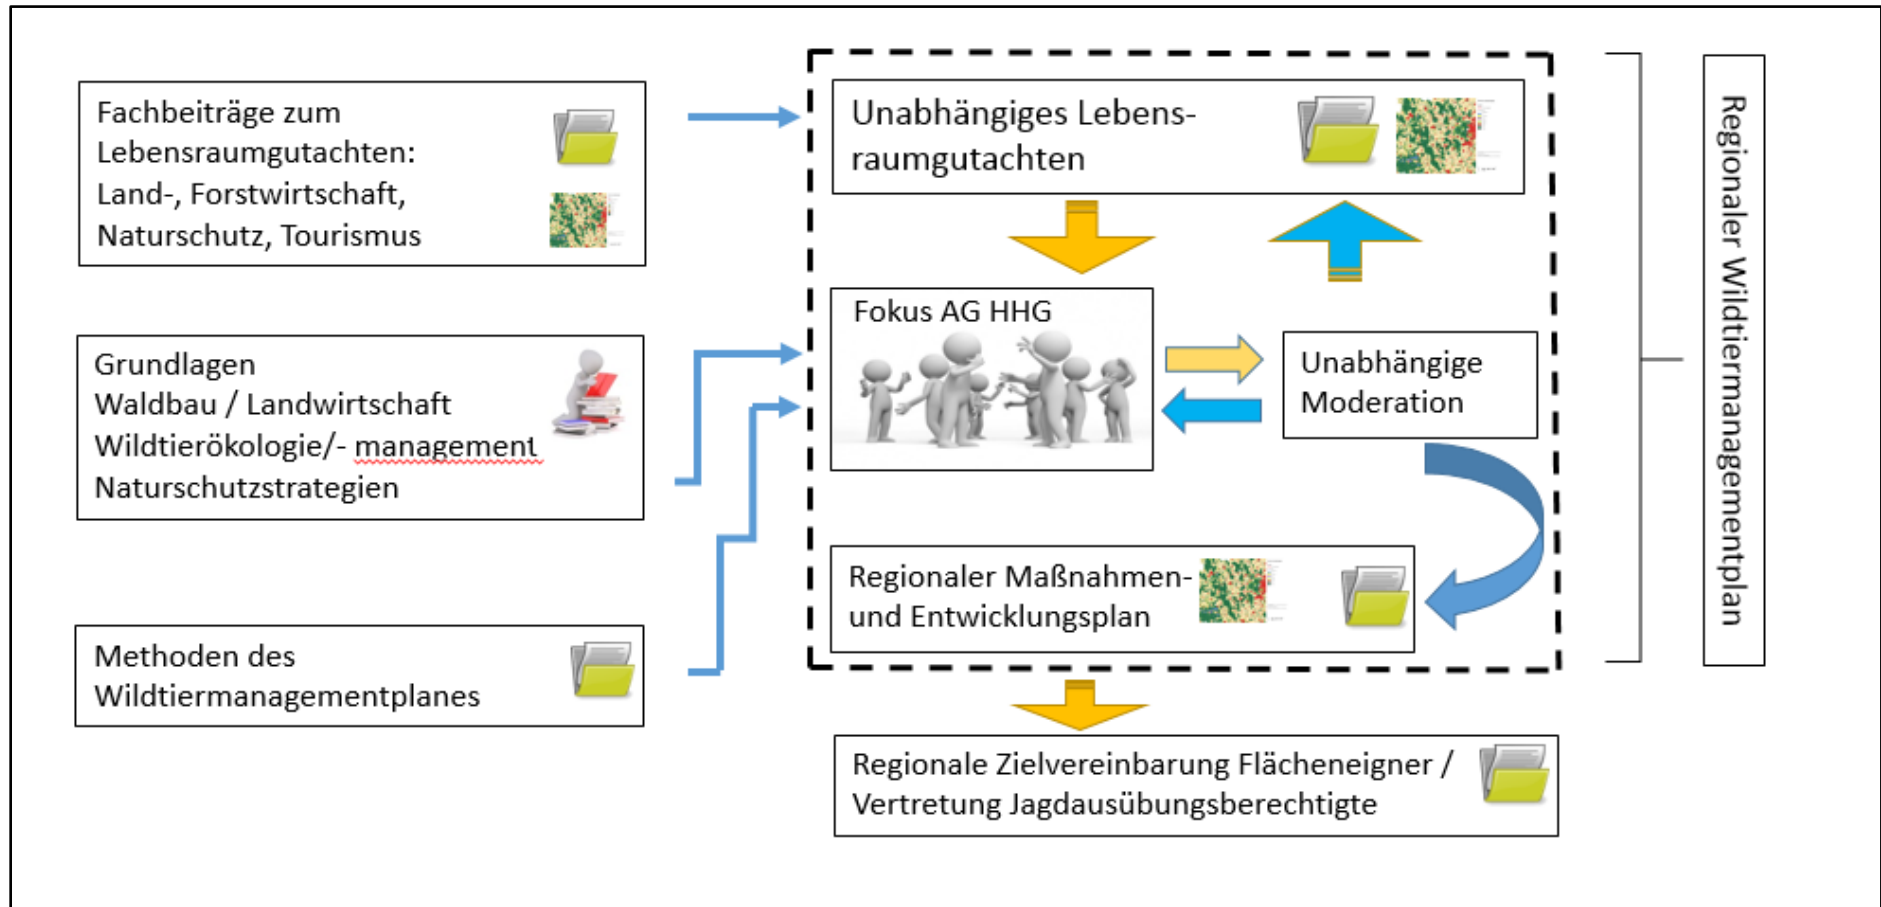 Fachbeiträge zum
Lebensraumgutachten:
Land-, Forstwirtschaft,
Naturschutz, Tourismus
Grundlagen
Waldbau / Landwirtschaft
Wildtierökologie/- management
Naturschutzstrategien
Methoden des
Wildtiermanagementplanes
Unabhängiges Lebens-
raumgutachten
Fokus AG HHG
Unabhängige
Moderation
Regionaler Maßnahmen-
und Entwicklungsplan
Regionale Zielvereinbarung Flächeneigner /
Vertretung Jagdausübungsberechtigte
Regionaler Wildtiermanagementplan